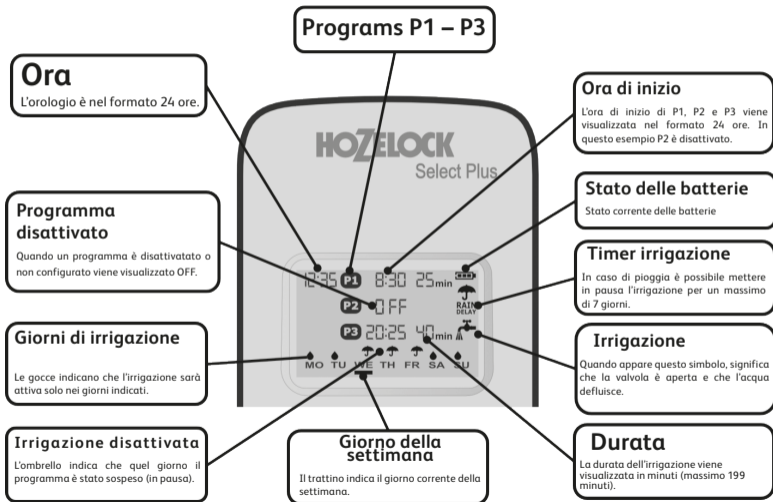 Programs P1 – P3
Ora
L'orologio è nel formato 24 ore.
Ora di inizio
L'ora di inizio di P1, P2 e P3 viene
visualizzata nel formato 24 ore. In
questo esempio P2 è disattivato.
HOZELOCK
Select Plus
Programma
disattivato
Quando un programma è disattivatato o
non configurato viene visualizzato OFF.
Stato delle batterie
Stato corrente delle batterie
12:35 P1 8:30 25min
P2 OFF
RAIN
DELAY
P3 20:25 40min
MO TU WE TH FR SA SU
Timer irrigazione
In caso di pioggia è possibile mettere
in pausa l'irrigazione per un massimo
di 7 giorni.
Giorni di irrigazione
Le gocce indicano che l'irrigazione sarà
attiva solo nei giorni indicati.
Irrigazione
Quando appare questo simbolo, significa
che la valvola è aperta e che l'acqua
defluisce.
Irrigazione disattivata
L'ombrello indica che quel giorno il
programma è stato sospeso (in pausa).
Giorno della
settimana
Il trattino indica il giorno corrente della
settimana.
Durata
La durata dell'irrigazione viene
visualizzata in minuti (massimo 199
minuti).